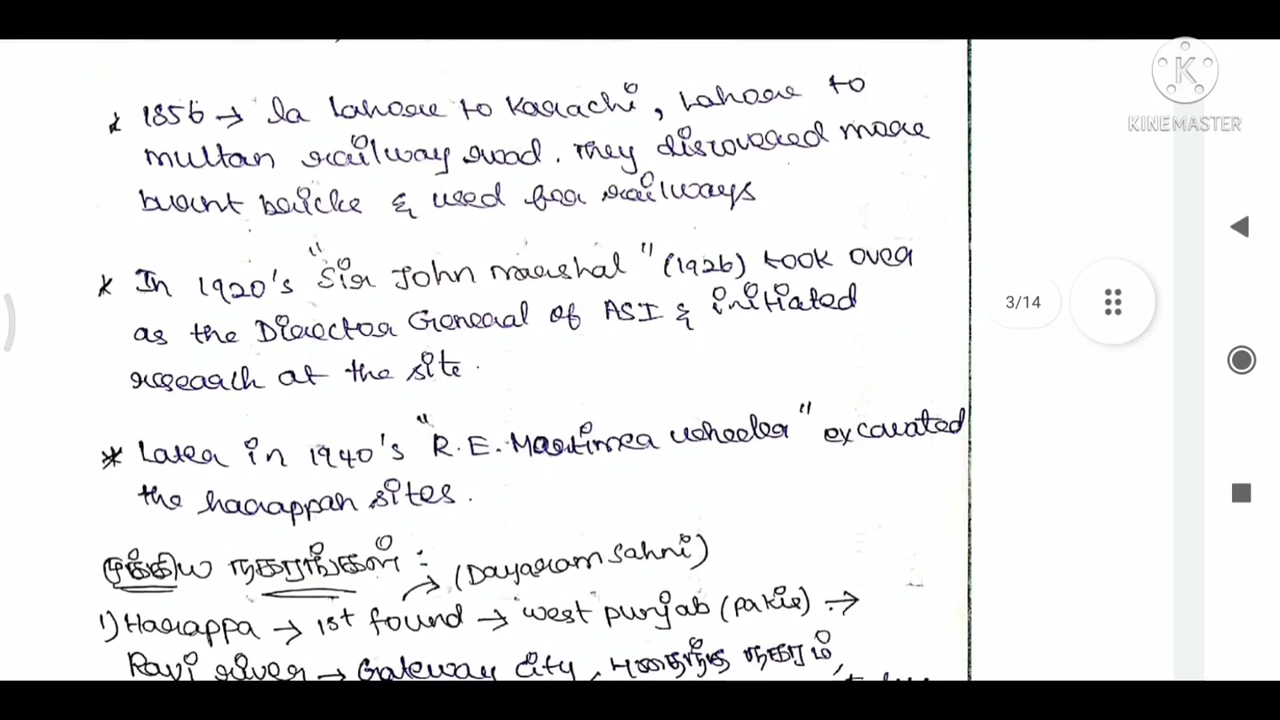 * 1856 → In Lahore to Karachi, Lahore to
multan railway road. They discovered more
burnt bricks & used for railways
* In 1920's "Sir John marshal" (1926) took over
as the Director General of ASI & initiated
research at the site.
* Later in 1940's "R.E. Mortimer wheeler" excavated
the harappan sites.
முக்கிய நகரங்கள் :
(Dayaram Sahni)
1) Harappa → 1st found → west punjab (pakis) →
Ravi river → Gateway city, புதைந்த நகரம்,
3/14
KINEMASTER